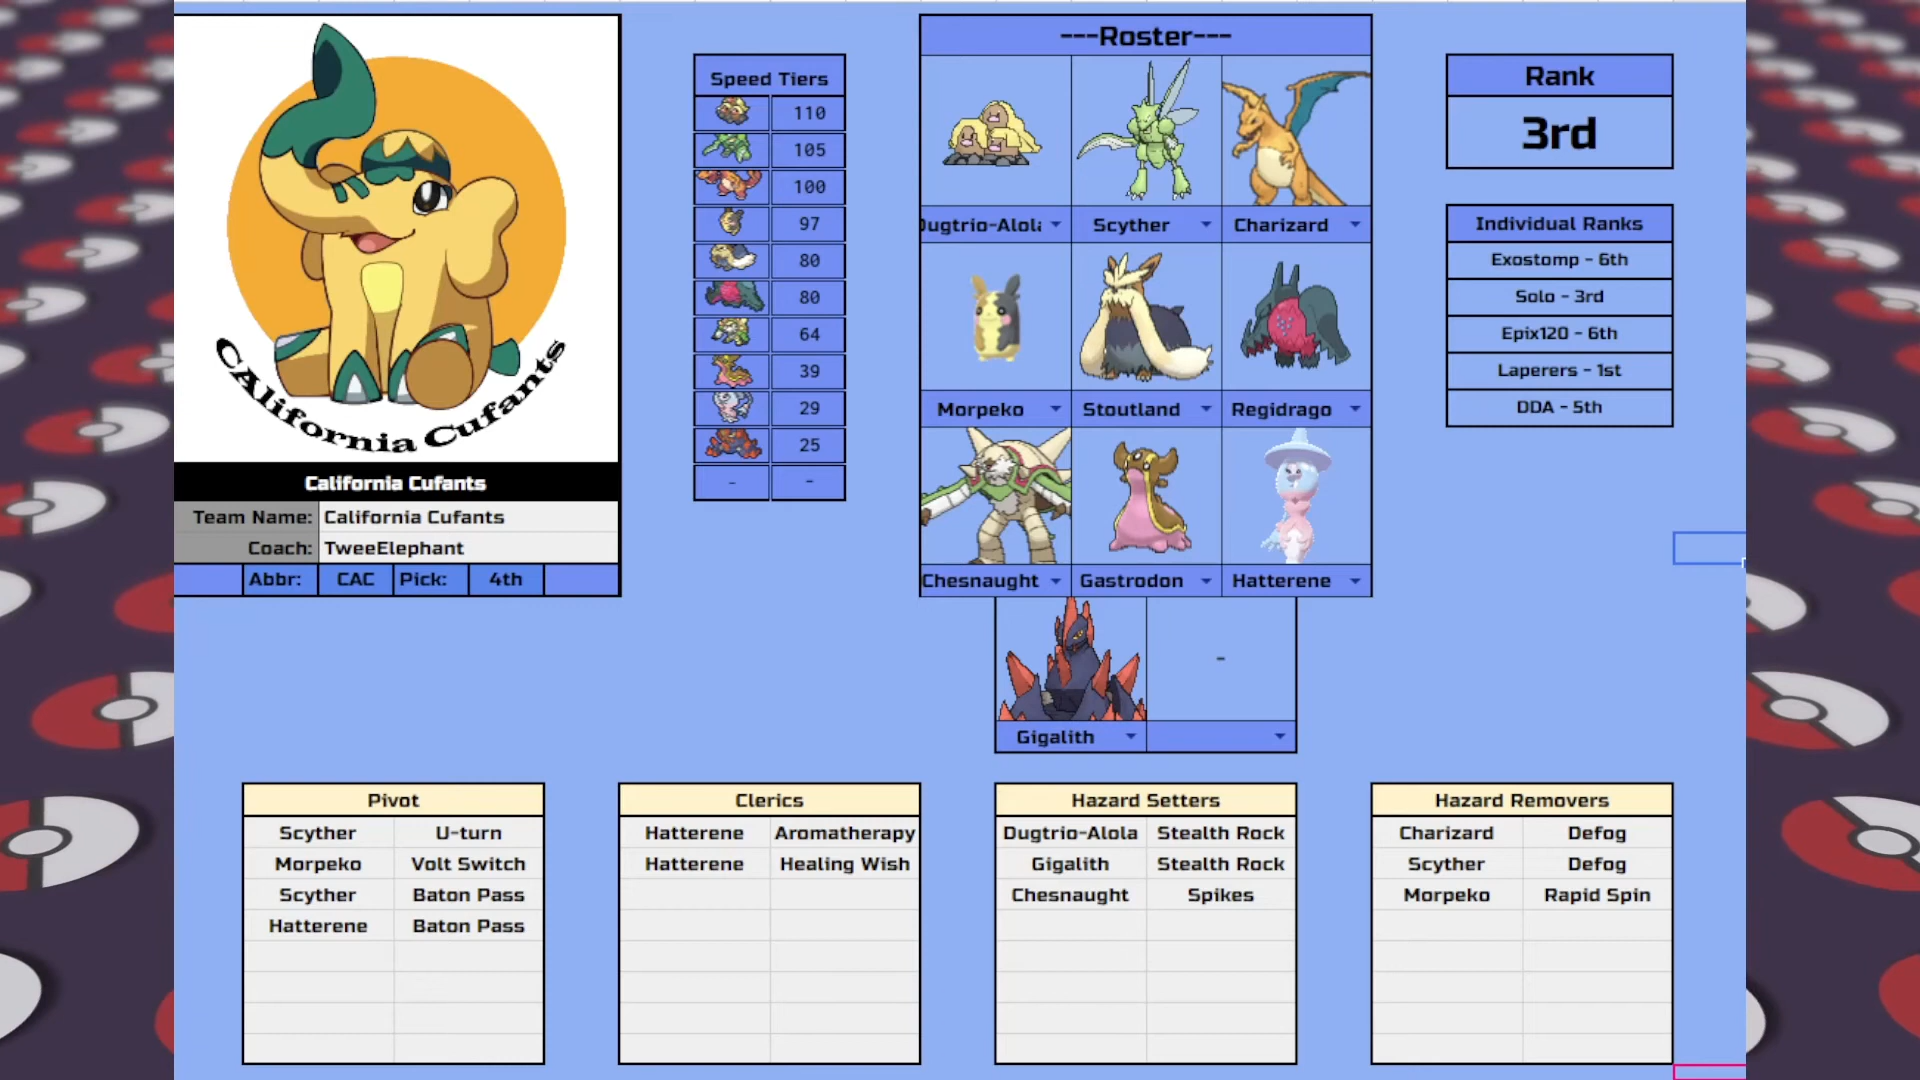 CAlifornia Cufants
California Cufants
Team Name: California Cufants
Coach: TweeElephant
Abbr: CAC Pick: 4th
Speed Tiers
110
105
100
97
80
80
64
39
29
25
- -
---Roster---
Dugtrio-Alola Scyther Charizard
Morpeko Stoutland Regidrago
Chesnaught Gastrodon Hatterene
-
Gigalith
Rank
3rd
Individual Ranks
Exostomp - 6th
Solo - 3rd
Epix120 - 6th
Laperers - 1st
DDA - 5th
Pivot
Scyther U-turn
Morpeko Volt Switch
Scyther Baton Pass
Hatterene Baton Pass
Clerics
Hatterene Aromatherapy
Hatterene Healing Wish
Hazard Setters
Dugtrio-Alola Stealth Rock
Gigalith Stealth Rock
Chesnaught Spikes
Hazard Removers
Charizard Defog
Scyther Defog
Morpeko Rapid Spin